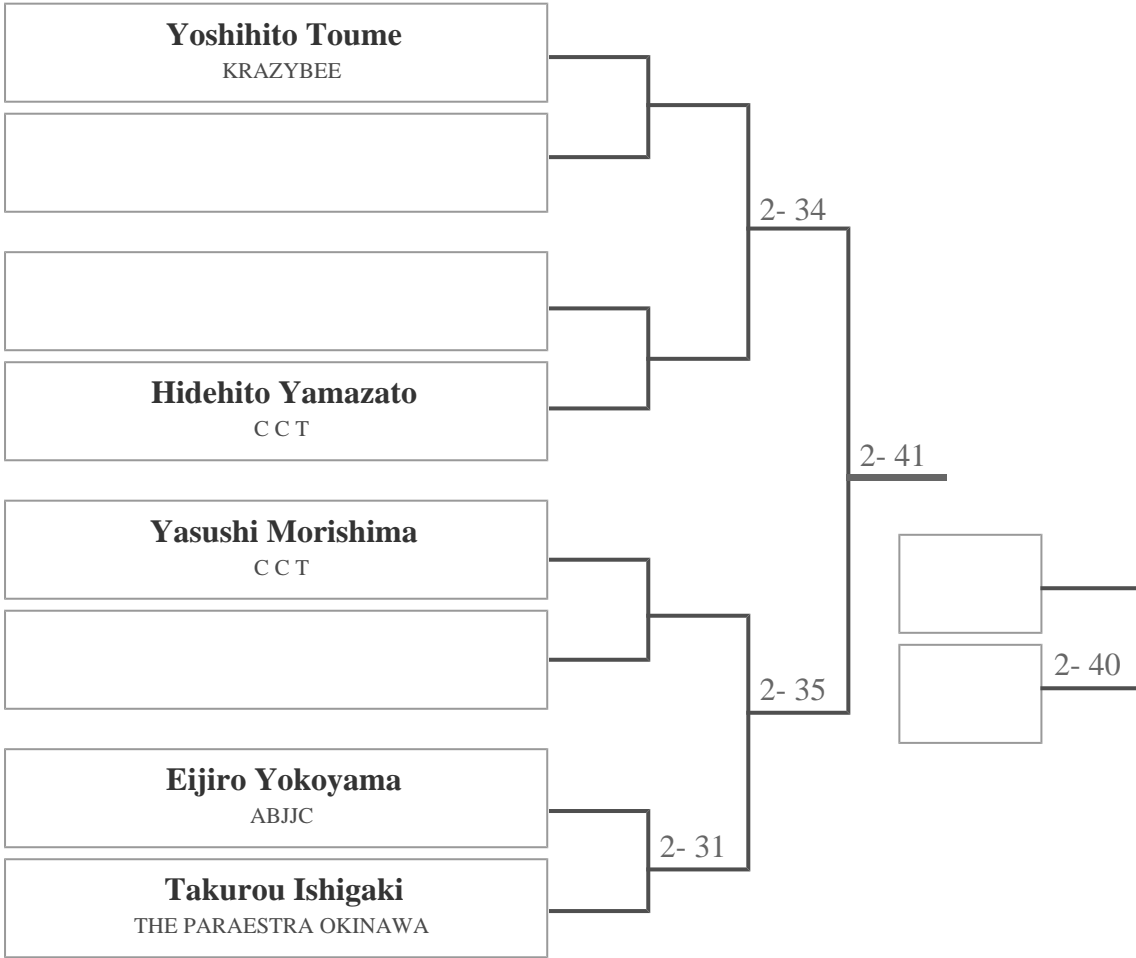 Yoshihito Toume
KRAZYBEE
2- 34
Hidehito Yamazato
C C T
2- 41
Yasushi Morishima
C C T
2- 40
2- 35
Eijiro Yokoyama
ABJJC
2- 31
Takurou Ishigaki
THE PARAESTRA OKINAWA